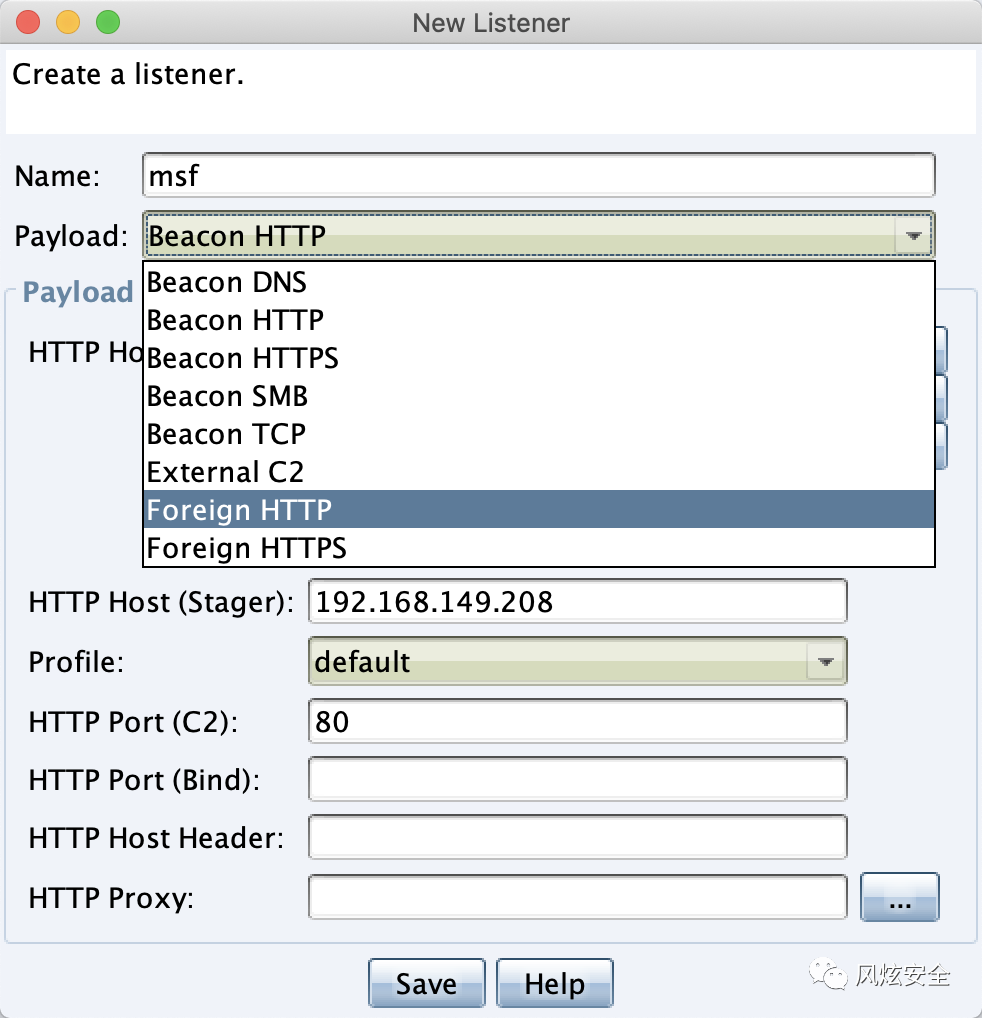 New Listener
Create a listener.
Name: msf
Payload: Beacon HTTP
Beacon DNS
Payload
Beacon HTTP
HTTP Ho
Beacon HTTPS
Beacon SMB
Beacon TCP
External C2
Foreign HTTP
Foreign HTTPS
HTTP Host (Stager): 192.168.149.208
Profile: default
HTTP Port (C2): 80
HTTP Port (Bind):
HTTP Host Header:
HTTP Proxy: ...
Save Help
风炫安全